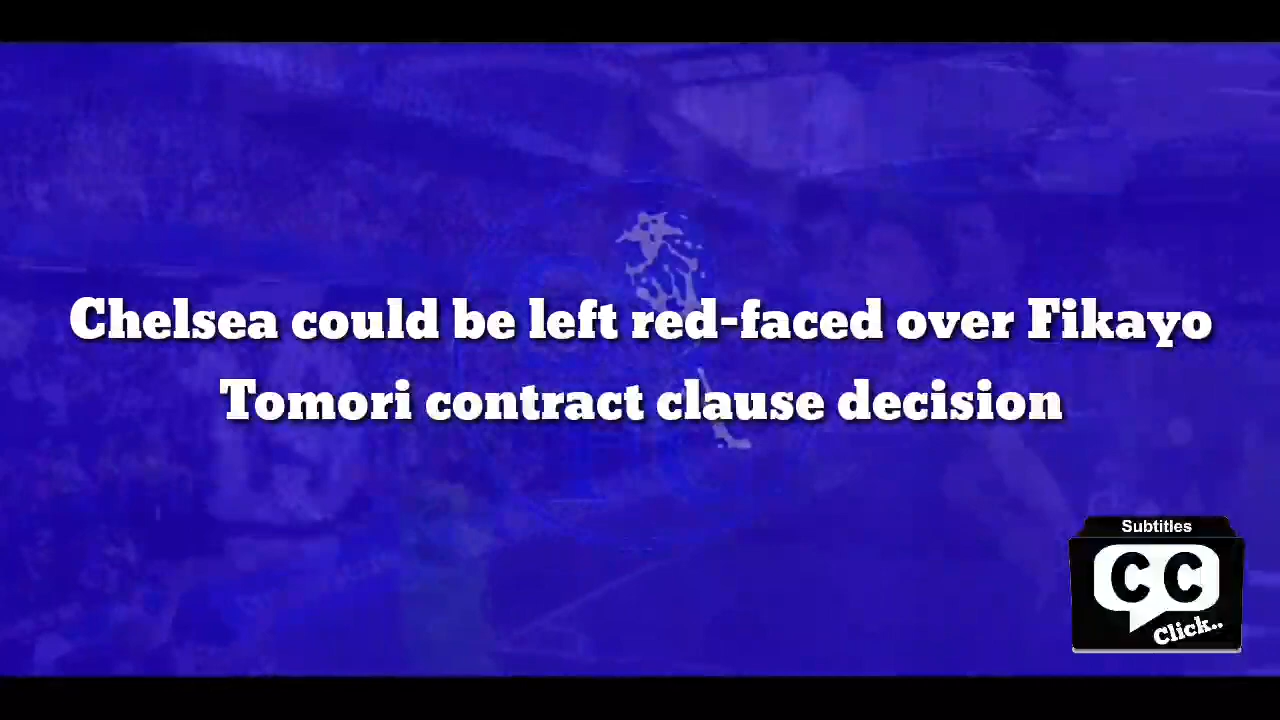 Chelsea could be left red-faced over Fikayo
Tomori contract clause decision
Subtitles
CC
Click..